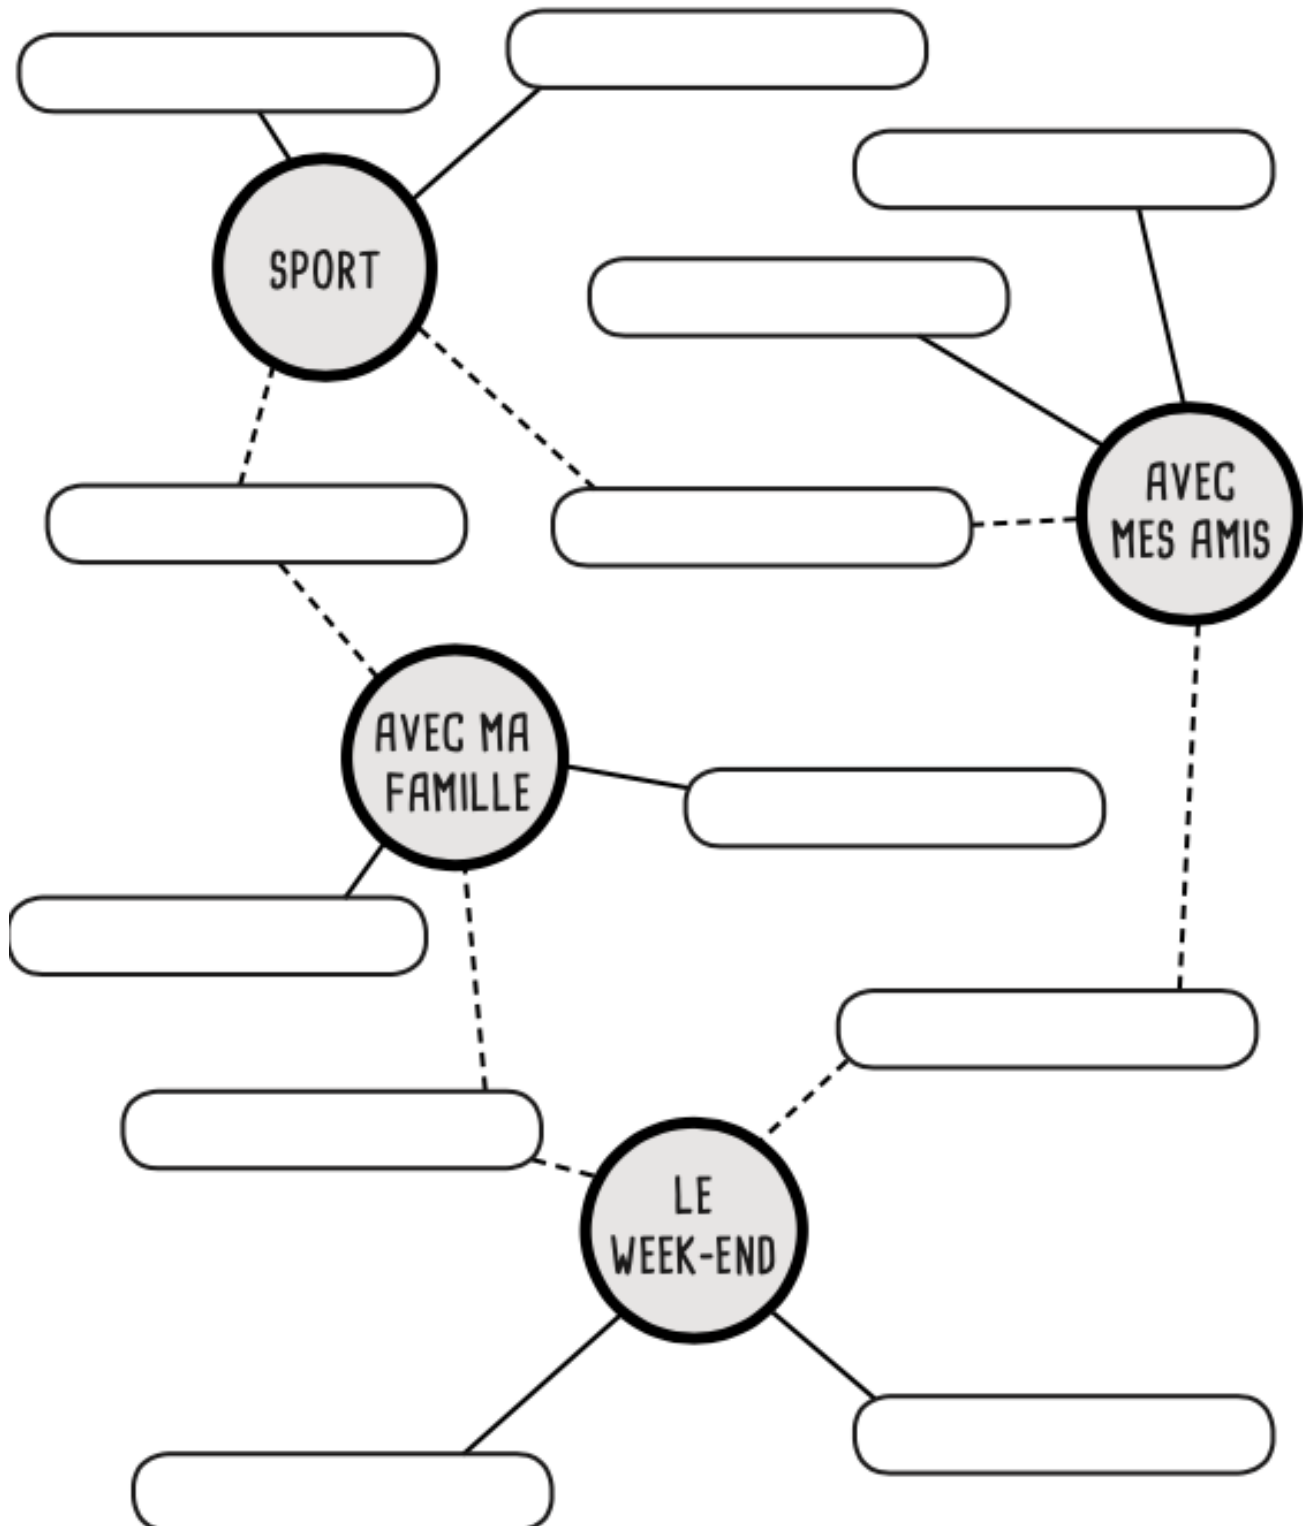 SPORT
AVEC
MES AMIS
AVEC MA
FAMILLE
LE
WEEK-END